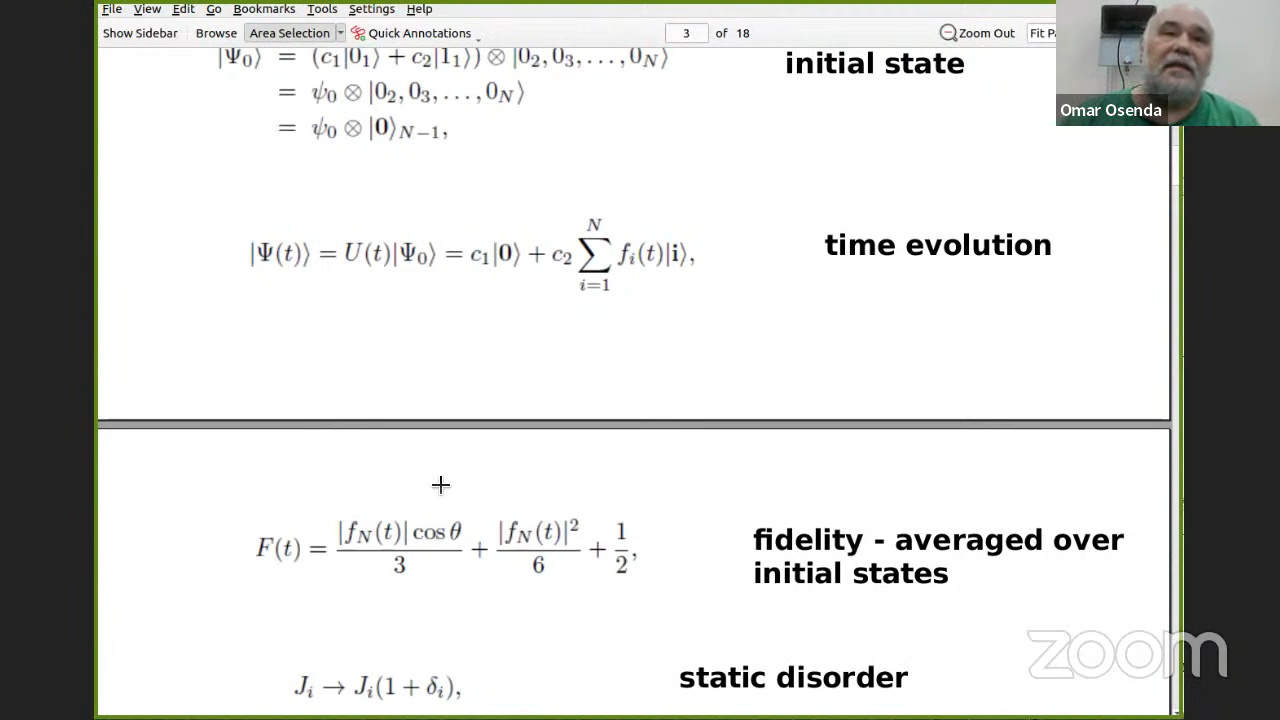 File Edit View Go Bookmarks Tools Settings Help
Show Sidebar Browse Area Selection Quick Annotations 3 of 18 Zoom Out Fit Pa
|Ψ₀⟩ = (c₁|0₁⟩ + c₂|1₁⟩) ⊗ |0₂, 0₃, . . . , 0_N⟩
initial state
= ψ₀ ⊗ |0₂, 0₃, . . . , 0_N⟩
= ψ₀ ⊗ |𝟎⟩_{N−1},
Omar Osenda
|Ψ(t)⟩ = U(t)|Ψ₀⟩ = c₁|𝟎⟩ + c₂ ∑_{i=1}^{N} f_i(t)|𝐢⟩,
time evolution
F(t) = |f_N(t)| cos θ / 3 + |f_N(t)|² / 6 + 1/2,
fidelity - averaged over
initial states
zoom
J_i → J_i(1 + δ_i),
static disorder